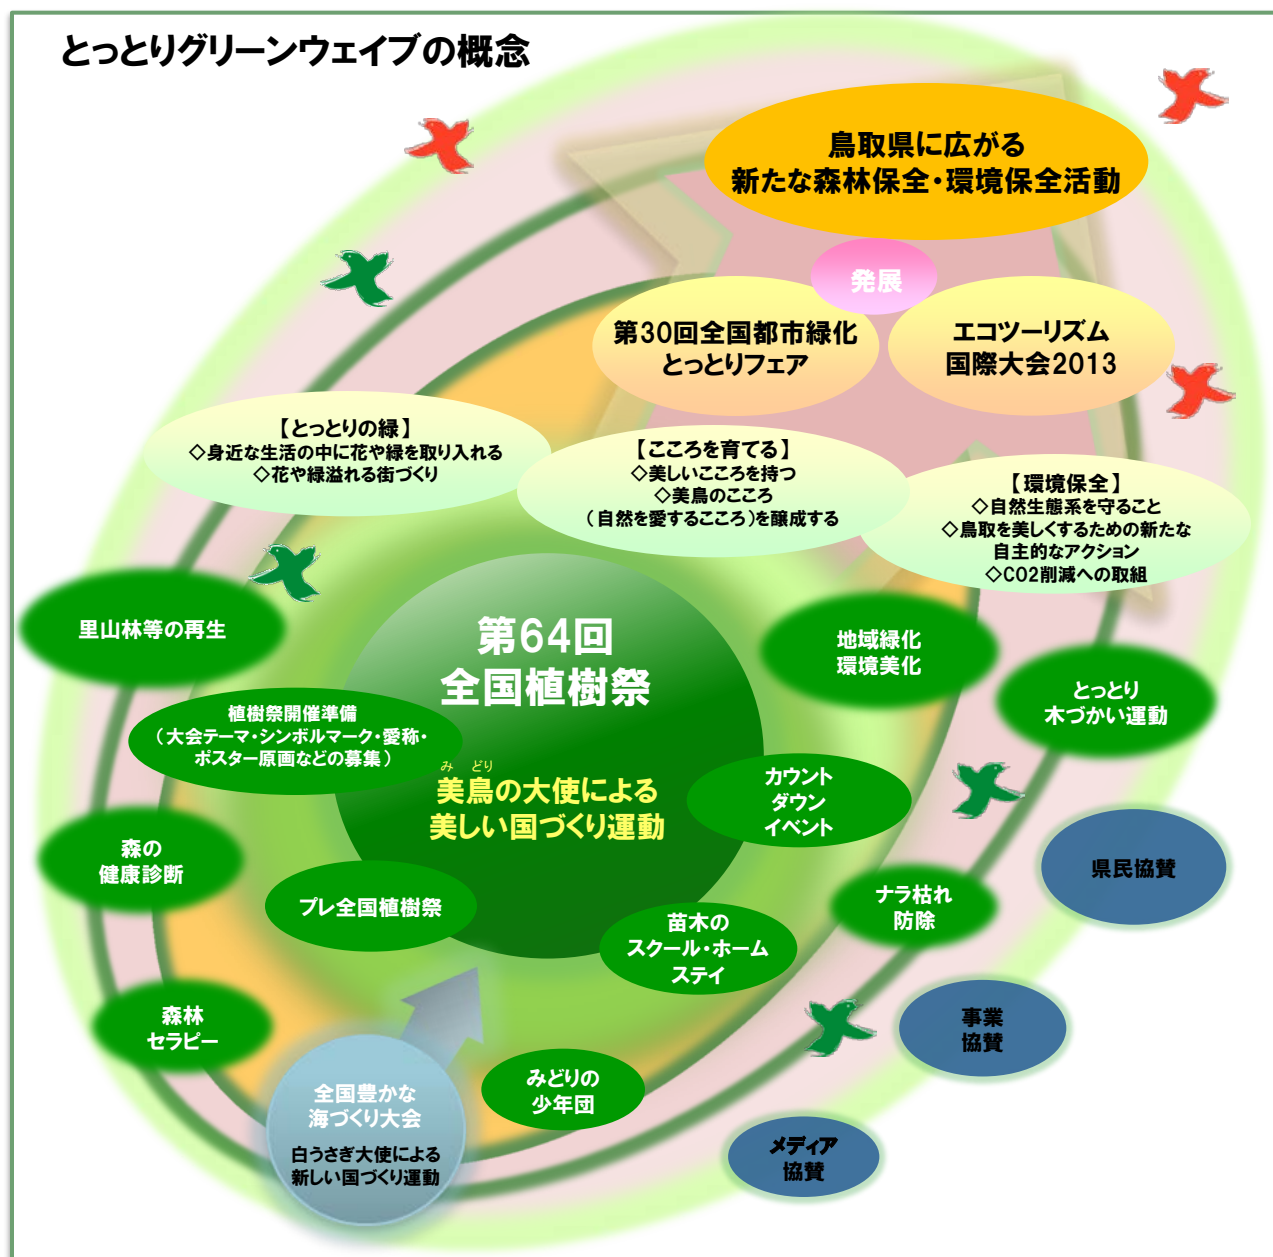 とっとりグリーンウェイブの概念
鳥取県に広がる
新たな森林保全・環境保全活動
発展
第30回全国都市緑化
とっとりフェア
エコツーリズム
国際大会2013
【とっとりの緑】
◇身近な生活の中に花や緑を取り入れる
◇花や緑溢れる街づくり
【こころを育てる】
◇美しいこころを持つ
◇美鳥のこころ
（自然を愛するこころ）を醸成する
【環境保全】
◇自然生態系を守ること
◇鳥取を美しくするための新たな
自主的なアクション
◇CO2削減への取組
里山林等の再生
第64回
全国植樹祭
地域緑化
環境美化
とっとり
木づかい運動
植樹祭開催準備
（大会テーマ・シンボルマーク・愛称・
ポスター原画などの募集）
み どり
美鳥の大使による
美しい国づくり運動
カウント
ダウン
イベント
森の
健康診断
県民協賛
プレ全国植樹祭
ナラ枯れ
防除
苗木の
スクール・ホーム
ステイ
森林
セラピー
事業
協賛
みどりの
少年団
全国豊かな
海づくり大会
白うさぎ大使による
新しい国づくり運動
メディア
協賛